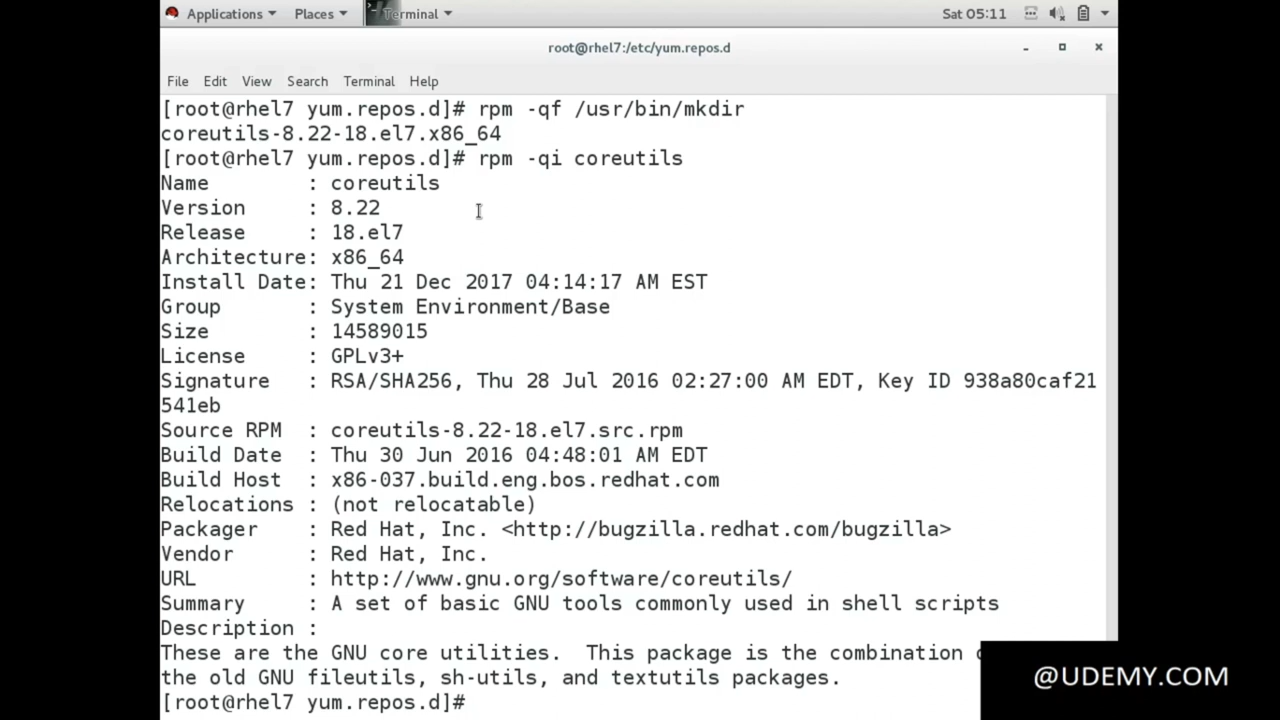 Applications Places Terminal Sat 05:11
root@rhel7:/etc/yum.repos.d
File Edit View Search Terminal Help
[root@rhel7 yum.repos.d]# rpm -qf /usr/bin/mkdir
coreutils-8.22-18.el7.x86_64
[root@rhel7 yum.repos.d]# rpm -qi coreutils
Name        : coreutils
Version     : 8.22
Release     : 18.el7
Architecture: x86_64
Install Date: Thu 21 Dec 2017 04:14:17 AM EST
Group       : System Environment/Base
Size        : 14589015
License     : GPLv3+
Signature   : RSA/SHA256, Thu 28 Jul 2016 02:27:00 AM EDT, Key ID 938a80caf21
541eb
Source RPM  : coreutils-8.22-18.el7.src.rpm
Build Date  : Thu 30 Jun 2016 04:48:01 AM EDT
Build Host  : x86-037.build.eng.bos.redhat.com
Relocations : (not relocatable)
Packager    : Red Hat, Inc. <http://bugzilla.redhat.com/bugzilla>
Vendor      : Red Hat, Inc.
URL         : http://www.gnu.org/software/coreutils/
Summary     : A set of basic GNU tools commonly used in shell scripts
Description :
These are the GNU core utilities.  This package is the combination
the old GNU fileutils, sh-utils, and textutils packages.
[root@rhel7 yum.repos.d]#
@UDEMY.COM